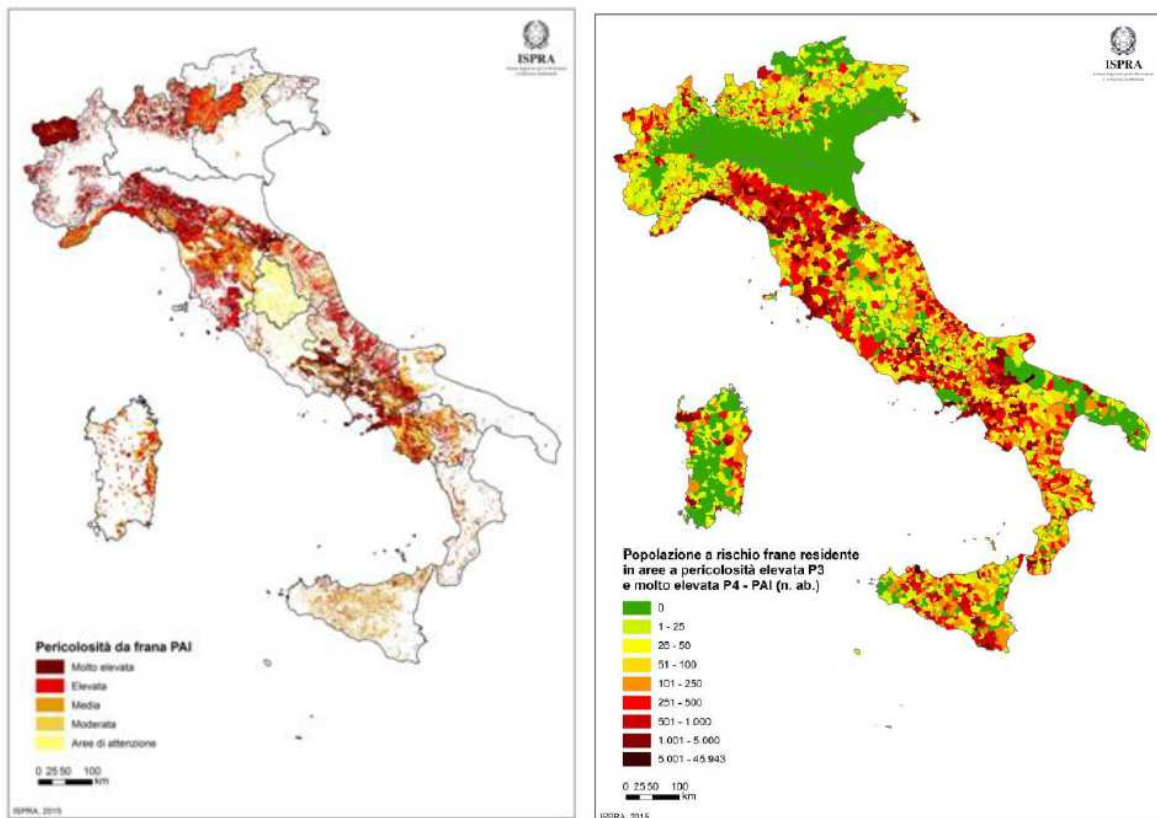 ISPRA
Pericolosità da frana PAI
Molto elevata
Elevata
Media
Moderata
Aree di attenzione
0 25 50 100
km
ISPRA, 2015
ISPRA
Popolazione a rischio frane residente
in aree a pericolosità elevata P3
e molto elevata P4 - PAI (n. ab.)
0
1 - 25
26 - 50
51 - 100
101 - 250
251 - 500
501 - 1.000
1.001 - 5.000
5.001 - 45.943
0 25 50 100
km
ISPRA, 2015